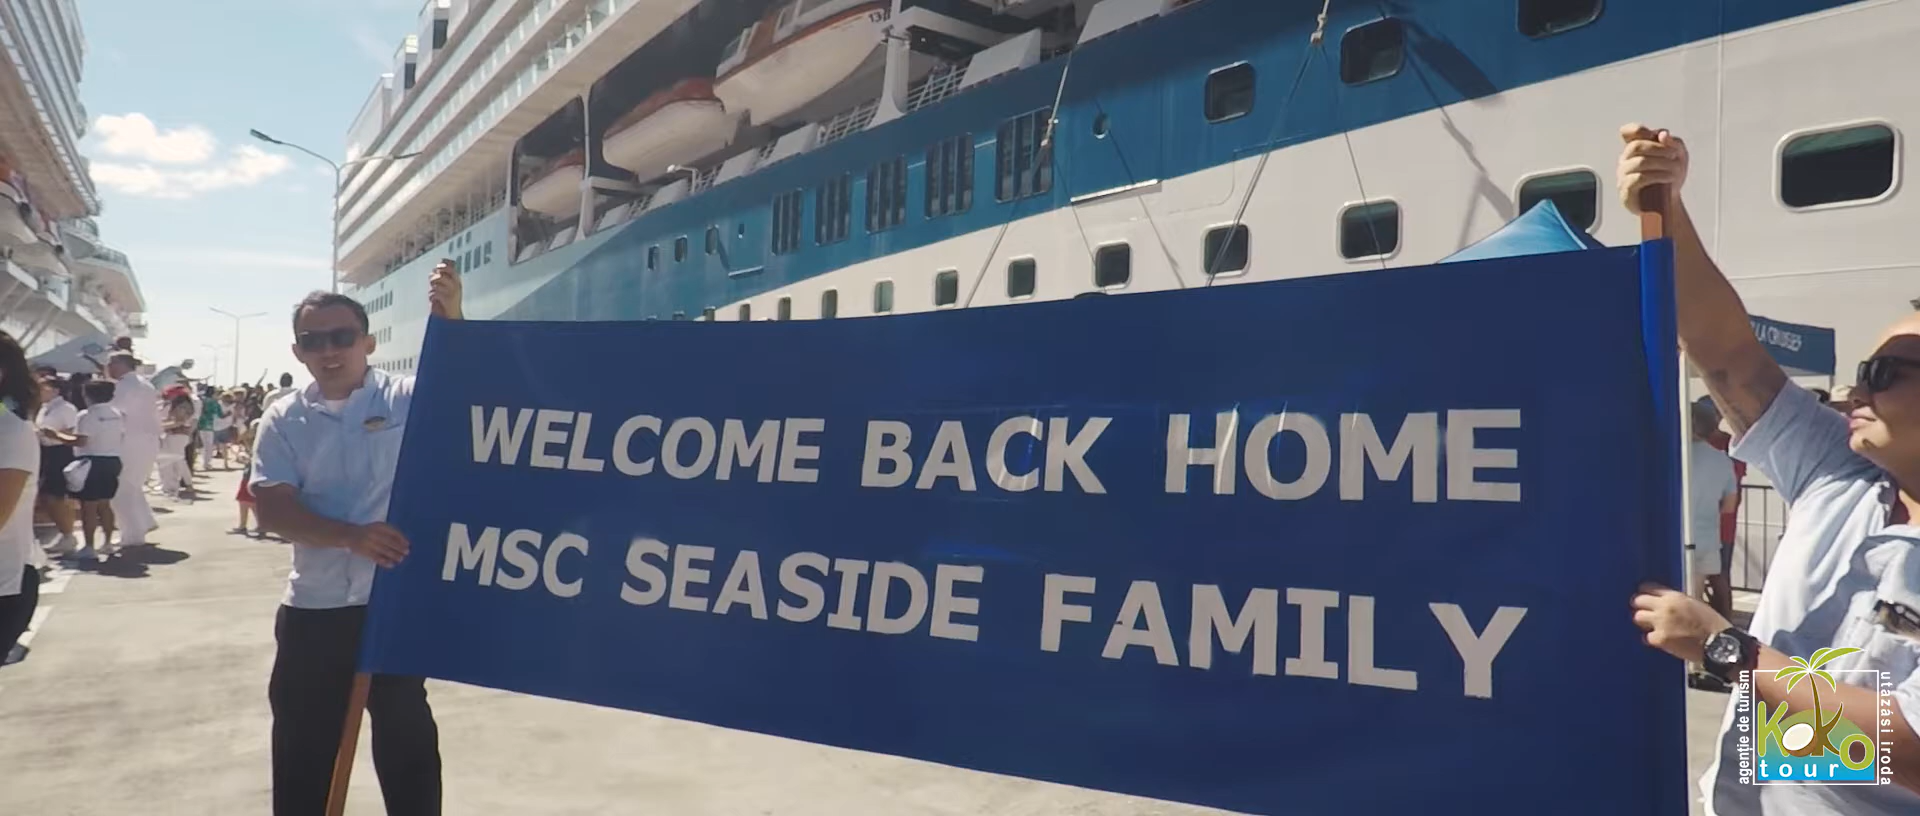 WELCOME BACK HOME
MSC SEASIDE FAMILY
agenție de turism
Koko
tour
utazási iroda